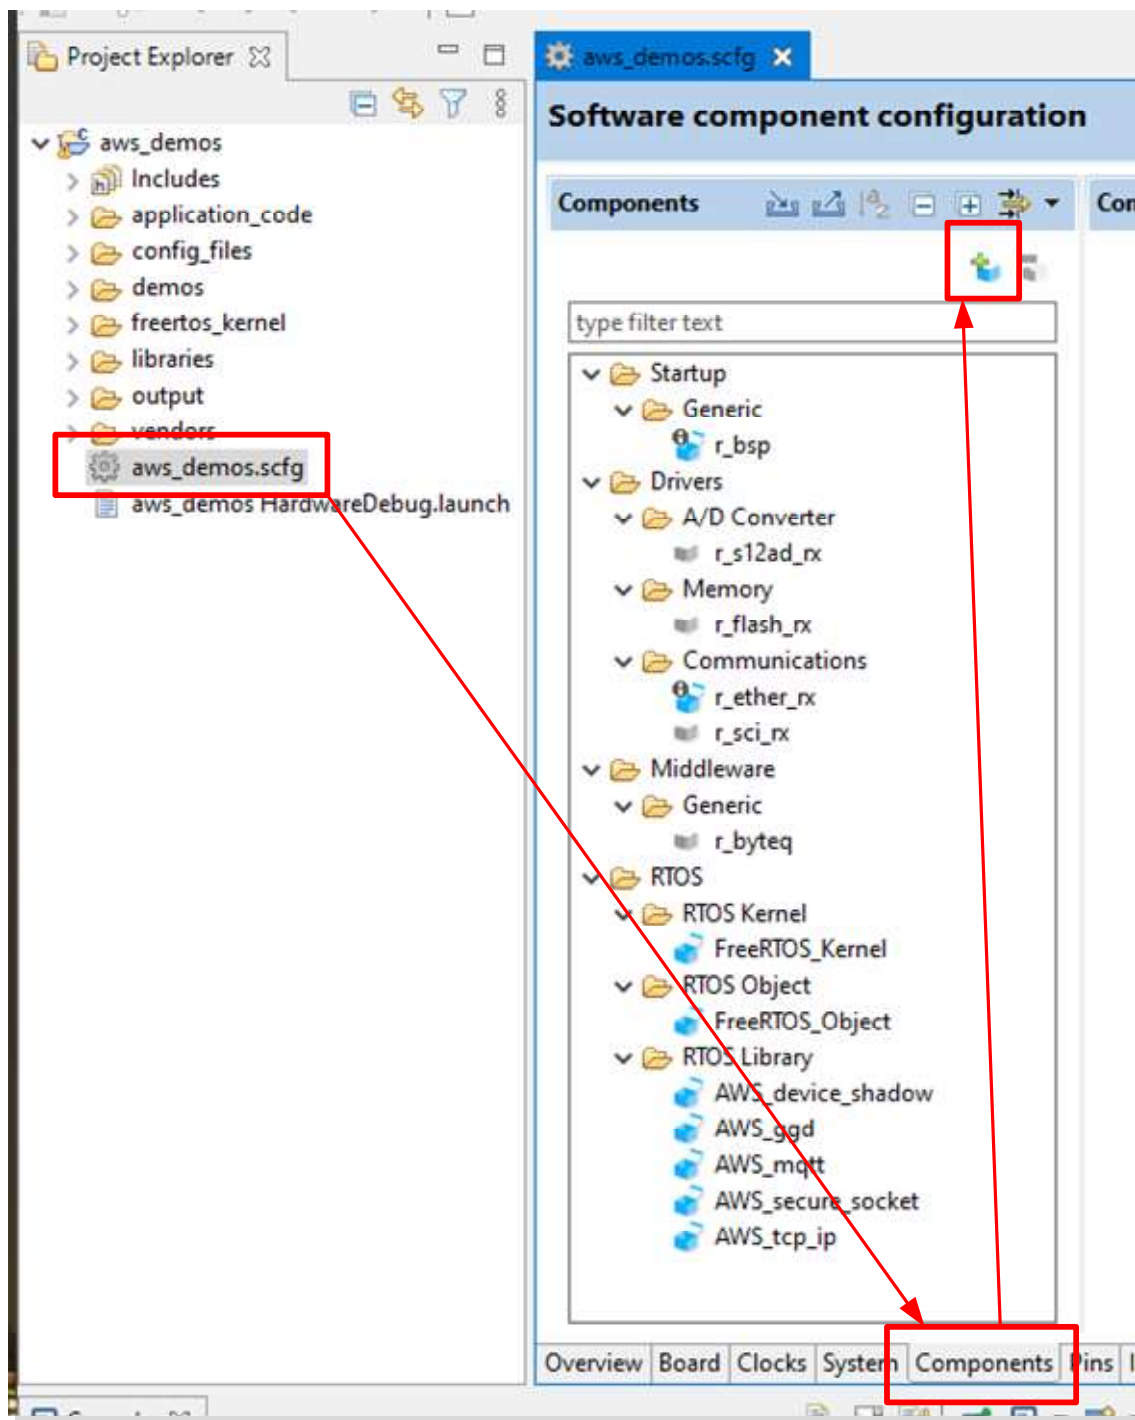 Project Explorer
aws_demos
Includes
application_code
config_files
demos
freertos_kernel
libraries
output
vendors
aws_demos.scfg
aws_demos HardwareDebug.launch
aws_demos.scfg
Software component configuration
Components
type filter text
Startup
Generic
r_bsp
Drivers
A/D Converter
r_s12ad_rx
Memory
r_flash_rx
Communications
r_ether_rx
r_sci_rx
Middleware
Generic
r_byteq
RTOS
RTOS Kernel
FreeRTOS_Kernel
RTOS Object
FreeRTOS_Object
RTOS Library
AWS_device_shadow
AWS_ggd
AWS_mqtt
AWS_secure_socket
AWS_tcp_ip
Overview Board Clocks System Components Pins